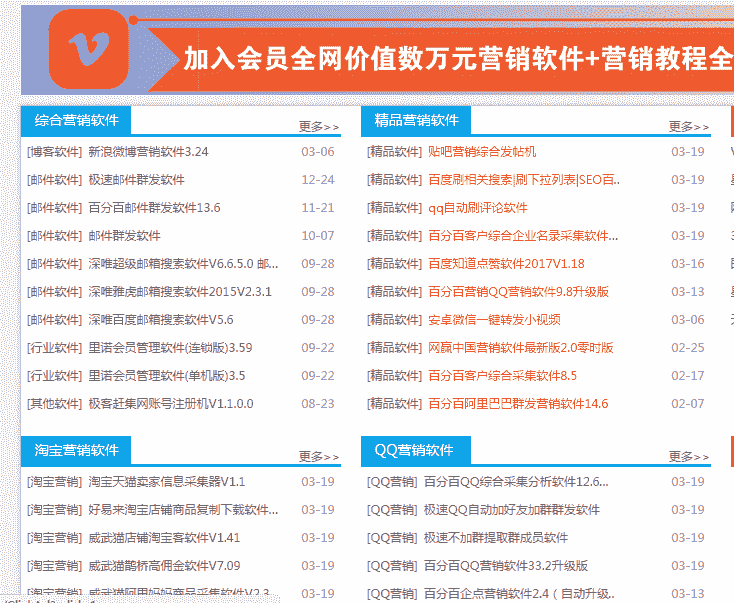 加入会员全网价值数万元营销软件+营销教程全
综合营销软件 更多>>
[博客软件] 新浪微博营销软件3.24 03-06
[邮件软件] 极速邮件群发软件 12-24
[邮件软件] 百分百邮件群发软件13.6 11-21
[邮件软件] 邮件群发软件 10-07
[邮件软件] 深唯超级邮箱搜索软件V6.6.5.0 邮... 09-28
[邮件软件] 深唯雅虎邮箱搜索软件2015V2.3.1 09-28
[邮件软件] 深唯百度邮箱搜索软件V5.6 09-28
[行业软件] 里诺会员管理软件(连锁版)3.59 09-22
[行业软件] 里诺会员管理软件(单机版)3.5 09-22
[其他软件] 极客赶集网账号注册机V1.1.0.0 08-23
精品营销软件 更多>>
[精品软件] 贴吧营销综合发帖机 03-19
[精品软件] 百度刷相关搜索|刷下拉列表|SEO百.. 03-19
[精品软件] qq自动刷评论软件 03-19
[精品软件] 百分百客户综合企业名录采集软件... 03-19
[精品软件] 百度知道点赞软件2017V1.18 03-16
[精品软件] 百分百营销QQ营销软件9.8升级版 03-13
[精品软件] 安卓微信一键转发小视频 03-06
[精品软件] 网赢中国营销软件最新版2.0零时版 02-25
[精品软件] 百分百客户综合采集软件8.5 02-17
[精品软件] 百分百阿里巴巴群发营销软件14.6 02-07
淘宝营销软件 更多>>
[淘宝营销] 淘宝天猫卖家信息采集器V1.1 03-19
[淘宝营销] 好易来淘宝店铺商品复制下载软件... 03-19
[淘宝营销] 威武猫店铺淘宝客软件V1.41 03-19
[淘宝营销] 威武猫鹊桥高佣金软件V7.09 03-19
[淘宝营销] 威武猫阿里妈妈商品采集软件V2.3 03-19
QQ营销软件 更多>>
[QQ营销] 百分百QQ综合采集分析软件12.6... 03-19
[QQ营销] 极速QQ自动加好友加群群发软件 03-19
[QQ营销] 极速不加群提取群成员软件 03-19
[QQ营销] 百分百QQ营销软件33.2升级版 03-19
[QQ营销] 百分百企点营销软件2.4（自动升级.. 03-13